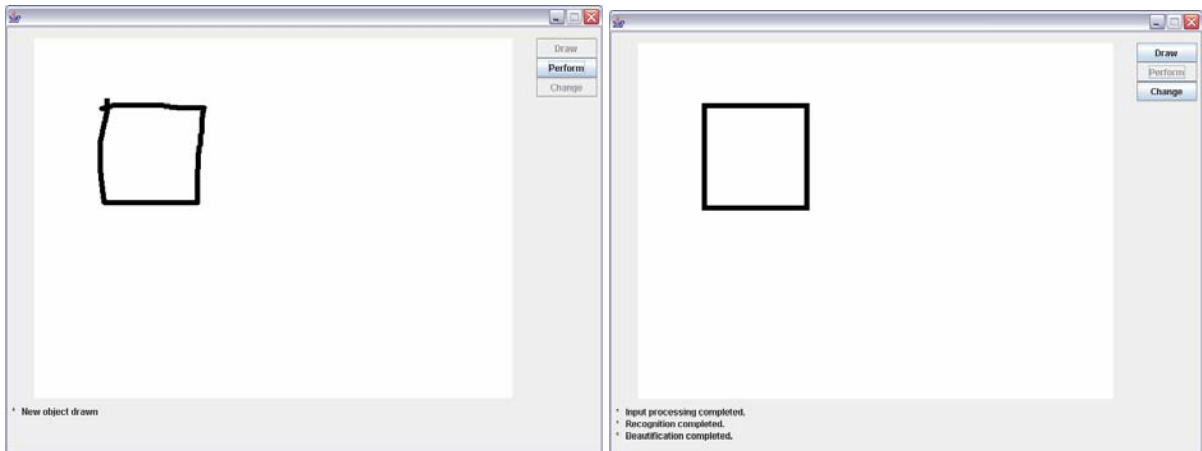 Draw
Perform
Change
* New object drawn
Draw
Perform
Change
* Input processing completed.
* Recognition completed.
* Beautification completed.